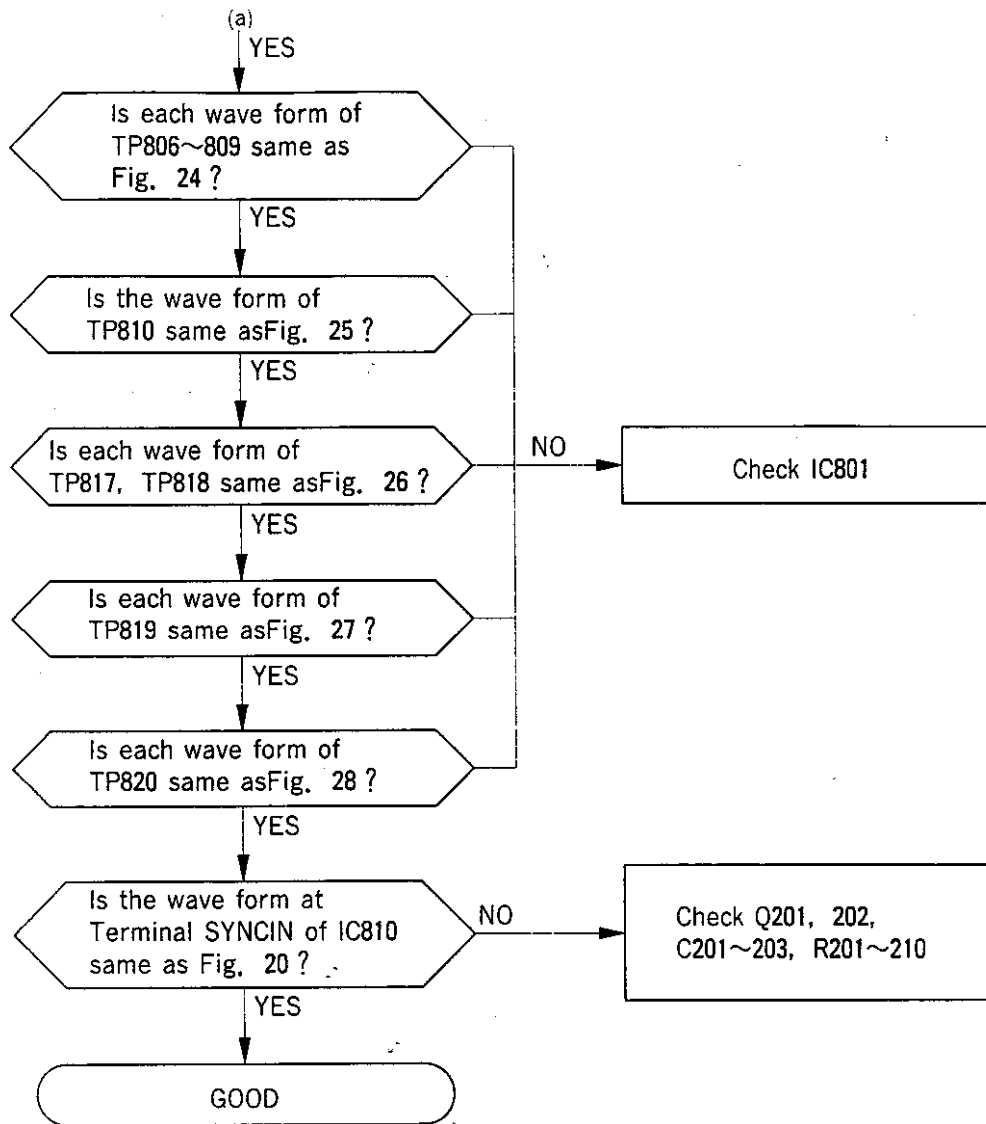 (a)
YES
Is each wave form of
TP806~809 same as
Fig. 24 ?
YES
Is the wave form of
TP810 same asFig. 25 ?
YES
Is each wave form of
TP817, TP818 same asFig. 26 ?
NO
Check IC801
YES
Is each wave form of
TP819 same asFig. 27 ?
YES
Is each wave form of
TP820 same asFig. 28 ?
YES
Is the wave form at
Terminal SYNCIN of IC810
same as Fig. 20 ?
NO
Check Q201, 202,
C201~203, R201~210
YES
GOOD